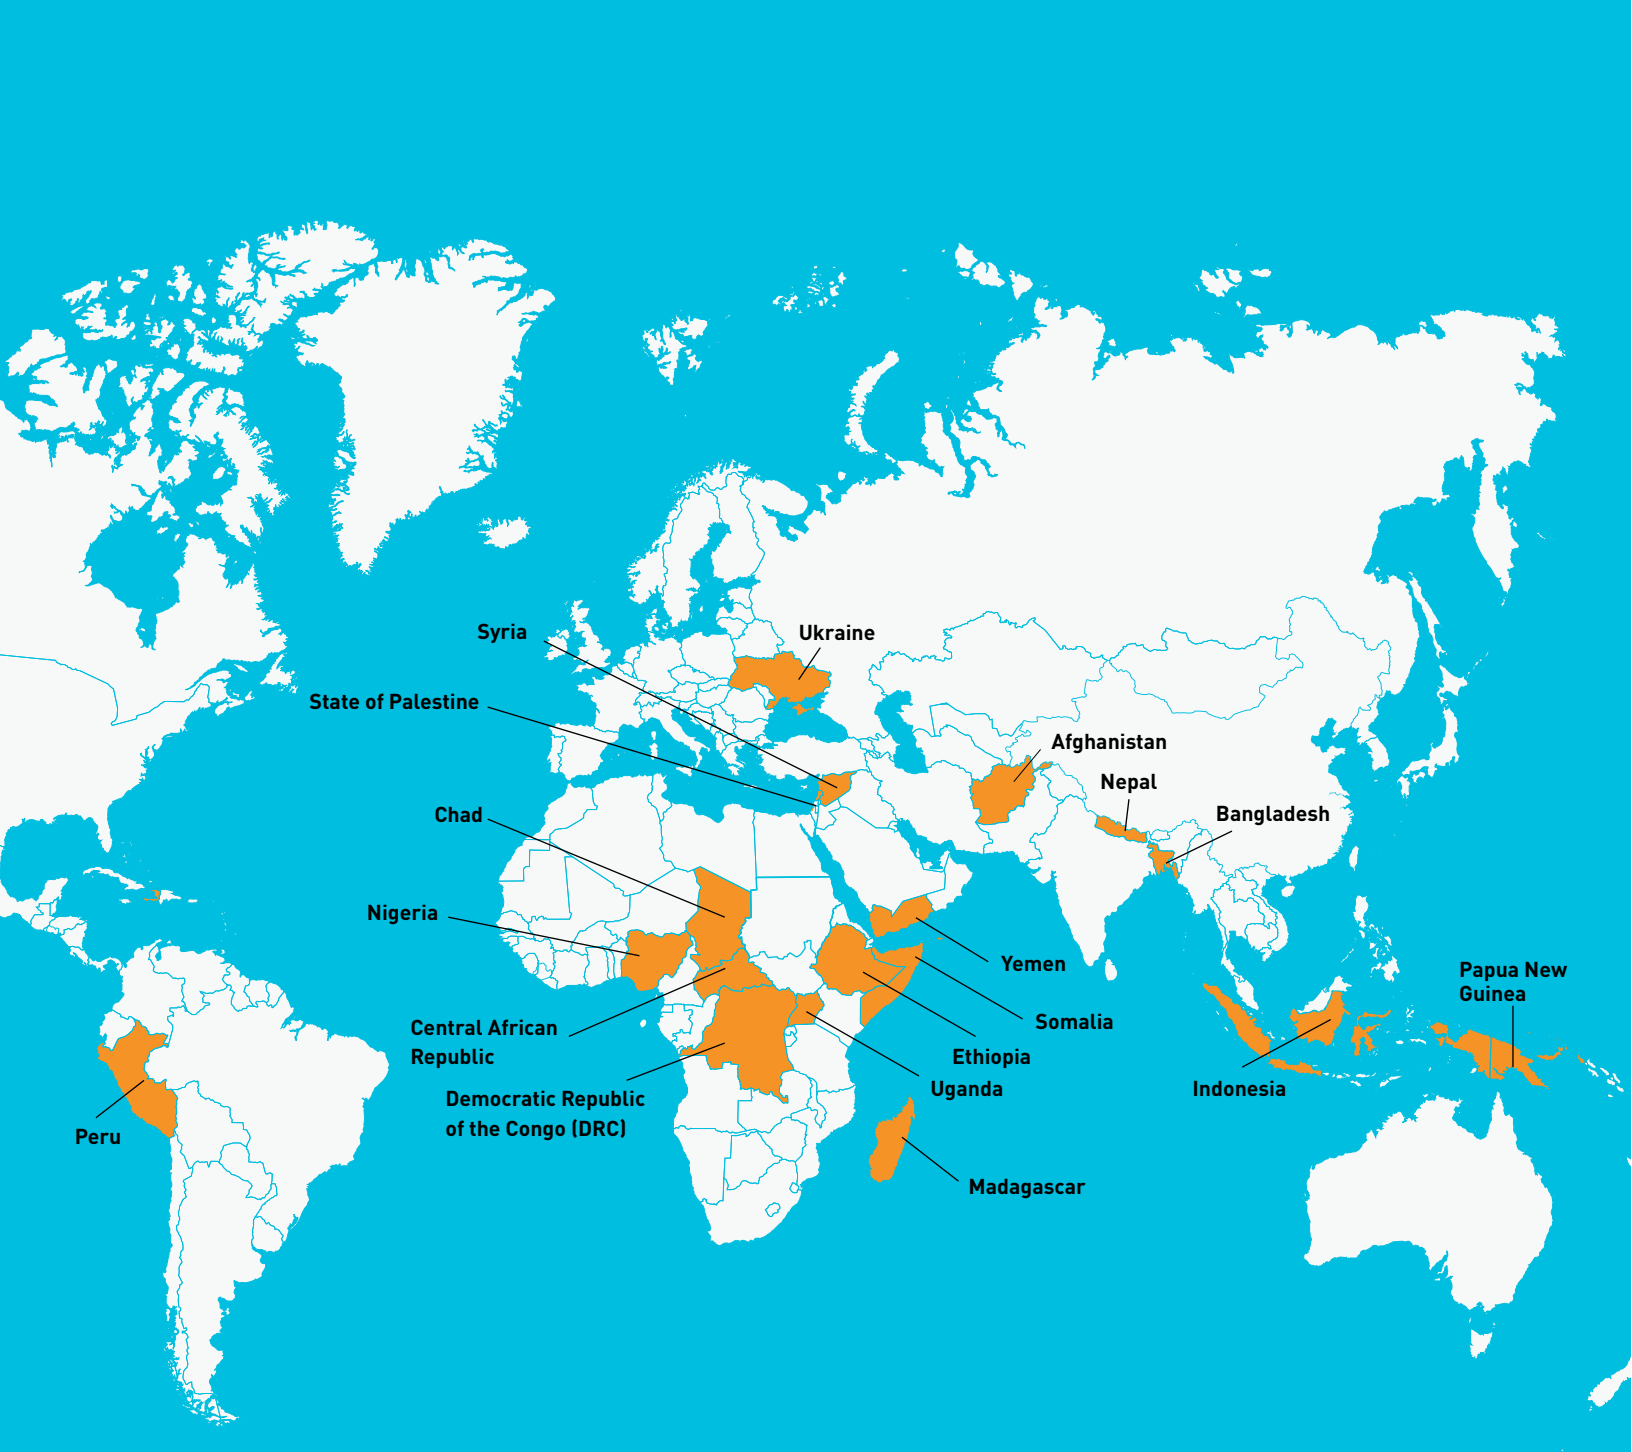 Syria
Ukraine
State of Palestine
Afghanistan
Nepal
Chad
Bangladesh
Nigeria
Yemen
Papua New
Guinea
Somalia
Central African
Republic
Ethiopia
Uganda
Indonesia
Democratic Republic
of the Congo (DRC)
Peru
Madagascar